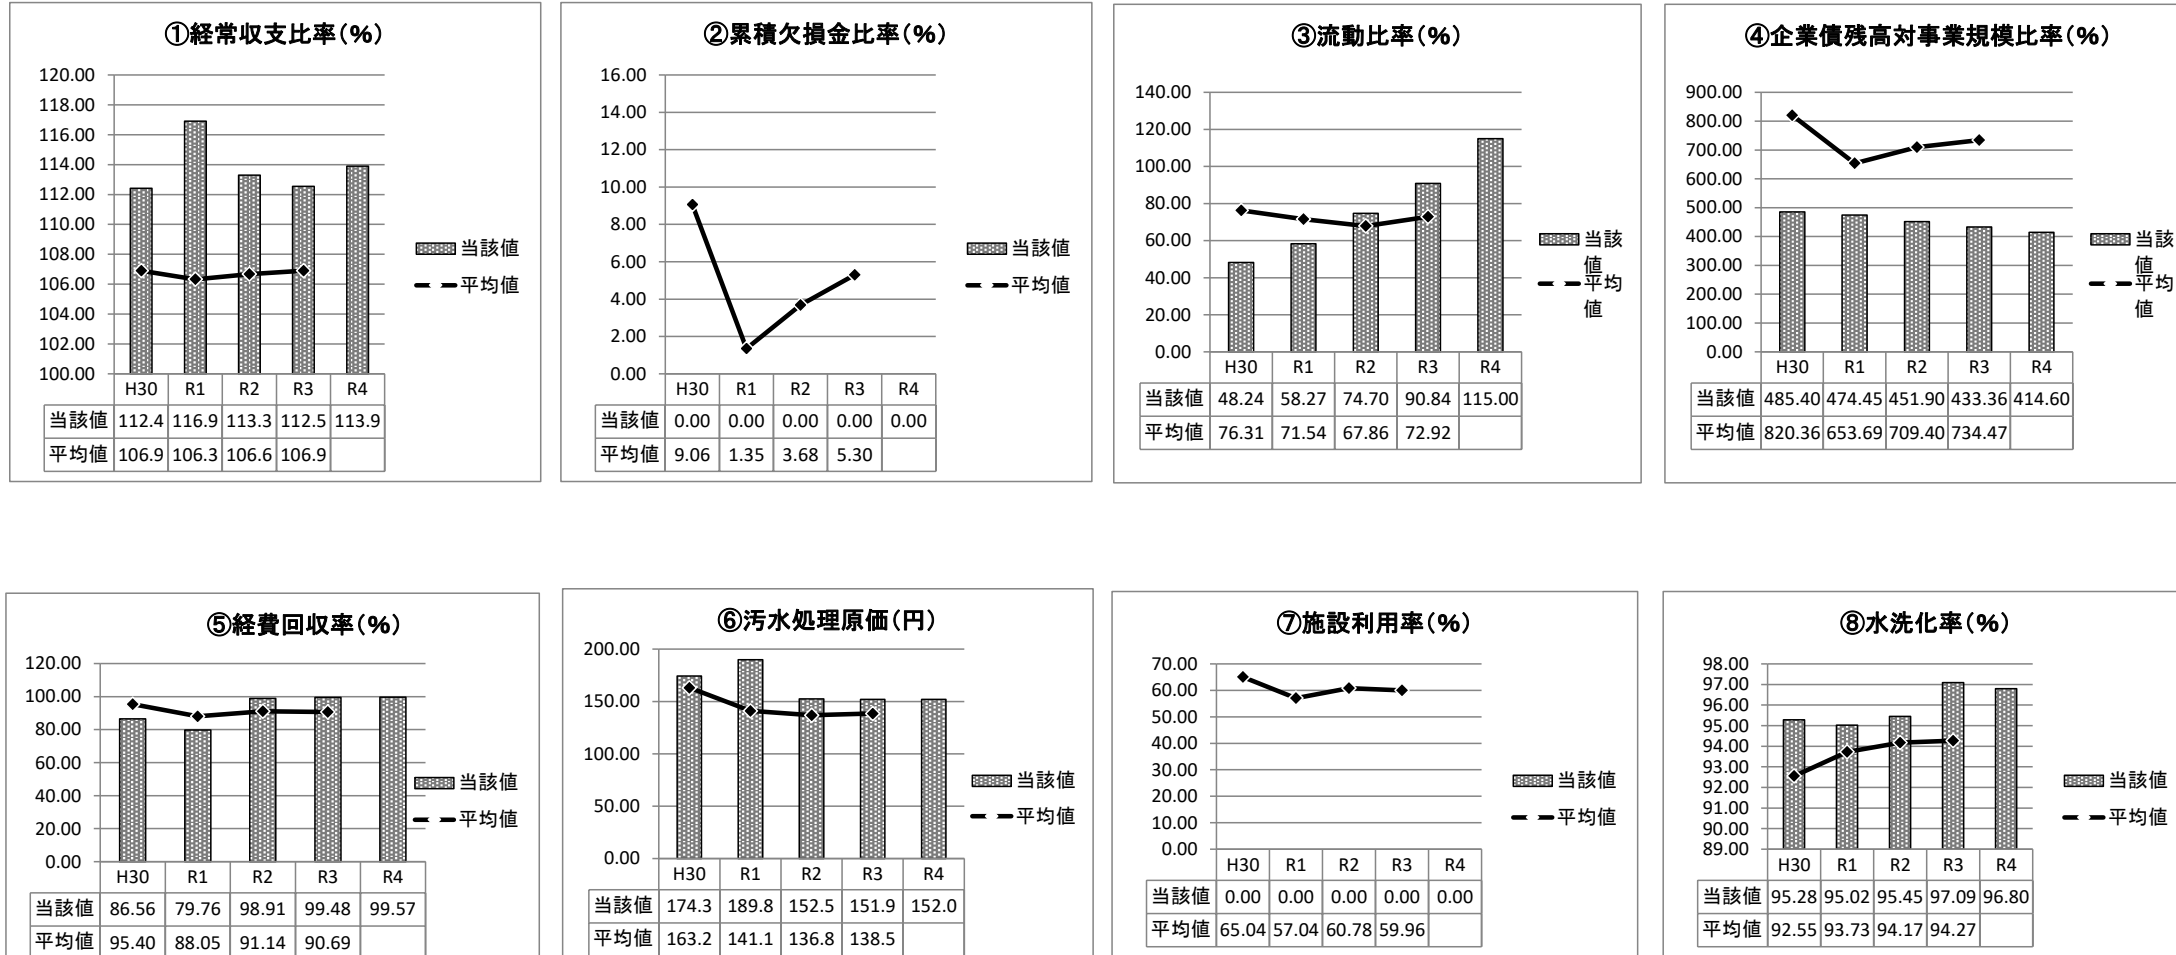 ①経常収支比率(%)
120.00
118.00
116.00
114.00
112.00
110.00
108.00
106.00
104.00
102.00
100.00
H30 R1 R2 R3 R4
当該値 112.4 116.9 113.3 112.5 113.9
平均値 106.9 106.3 106.6 106.9
当該値
平均値
②累積欠損金比率(%)
16.00
14.00
12.00
10.00
8.00
6.00
4.00
2.00
0.00
H30 R1 R2 R3 R4
当該値 0.00 0.00 0.00 0.00 0.00
平均値 9.06 1.35 3.68 5.30
当該値
平均値
③流動比率(%)
140.00
120.00
100.00
80.00
60.00
40.00
20.00
0.00
H30 R1 R2 R3 R4
当該値 48.24 58.27 74.70 90.84 115.00
平均値 76.31 71.54 67.86 72.92
当該
値
平均
値
④企業債残高対事業規模比率(%)
900.00
800.00
700.00
600.00
500.00
400.00
300.00
200.00
100.00
0.00
H30 R1 R2 R3 R4
当該値 485.40 474.45 451.90 433.36 414.60
平均値 820.36 653.69 709.40 734.47
当該
値
平均
値
⑤経費回収率(%)
120.00
100.00
80.00
60.00
40.00
20.00
0.00
H30 R1 R2 R3 R4
当該値 86.56 79.76 98.91 99.48 99.57
平均値 95.40 88.05 91.14 90.69
当該値
平均値
⑥汚水処理原価(円)
200.00
150.00
100.00
50.00
0.00
H30 R1 R2 R3 R4
当該値 174.3 189.8 152.5 151.9 152.0
平均値 163.2 141.1 136.8 138.5
当該値
平均値
⑦施設利用率(%)
70.00
60.00
50.00
40.00
30.00
20.00
10.00
0.00
H30 R1 R2 R3 R4
当該値 0.00 0.00 0.00 0.00 0.00
平均値 65.04 57.04 60.78 59.96
当該値
平均値
⑧水洗化率(%)
98.00
97.00
96.00
95.00
94.00
93.00
92.00
91.00
90.00
89.00
H30 R1 R2 R3 R4
当該値 95.28 95.02 95.45 97.09 96.80
平均値 92.55 93.73 94.17 94.27
当該値
平均値